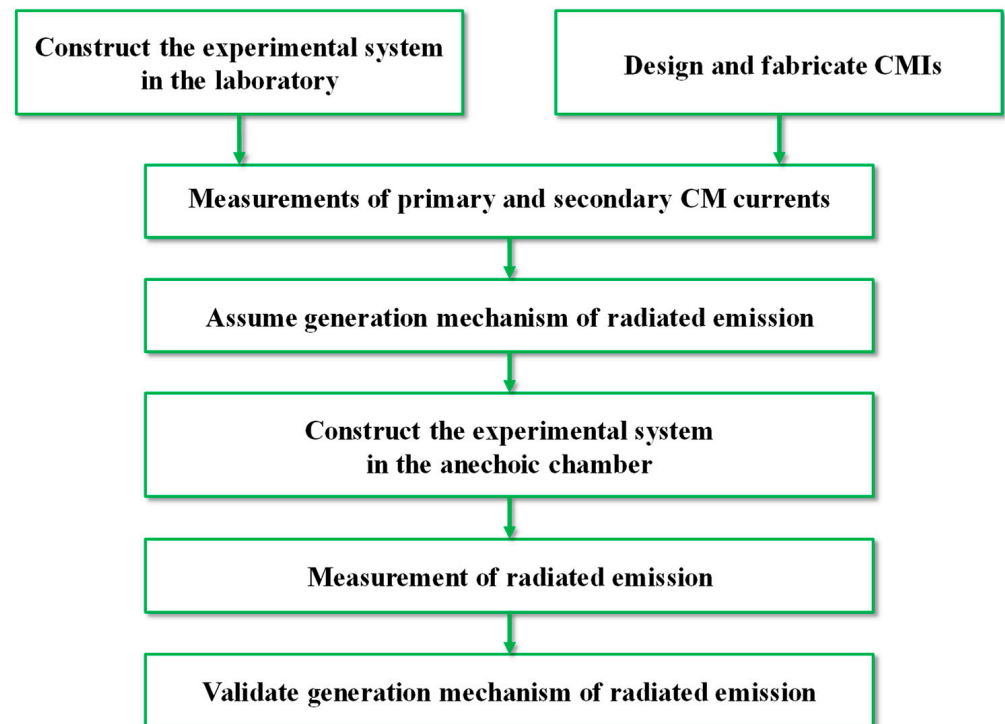 Construct the experimental system
in the laboratory
Design and fabricate CMIs
Measurements of primary and secondary CM currents
Assume generation mechanism of radiated emission
Construct the experimental system
in the anechoic chamber
Measurement of radiated emission
Validate generation mechanism of radiated emission